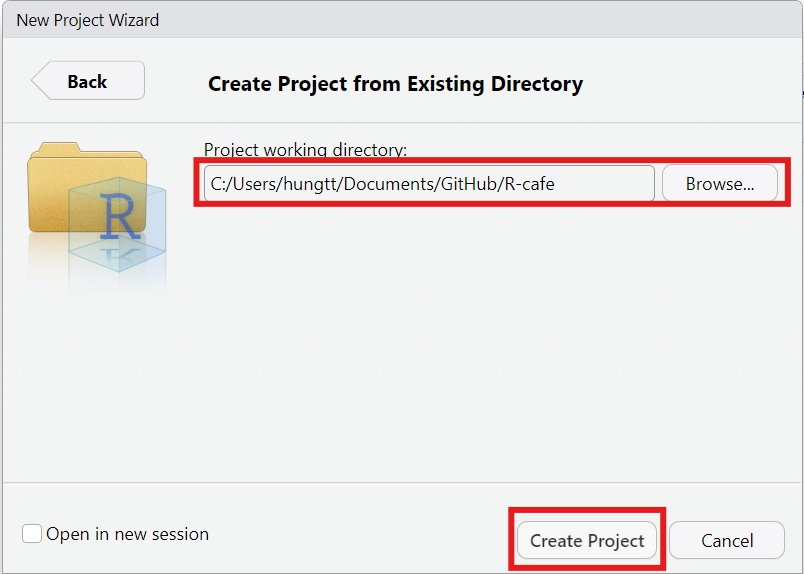 New Project Wizard
Back
Create Project from Existing Directory
Project working directory:
C:/Users/hungtt/Documents/GitHub/R-cafe
Browse...
R
Open in new session
Create Project
Cancel